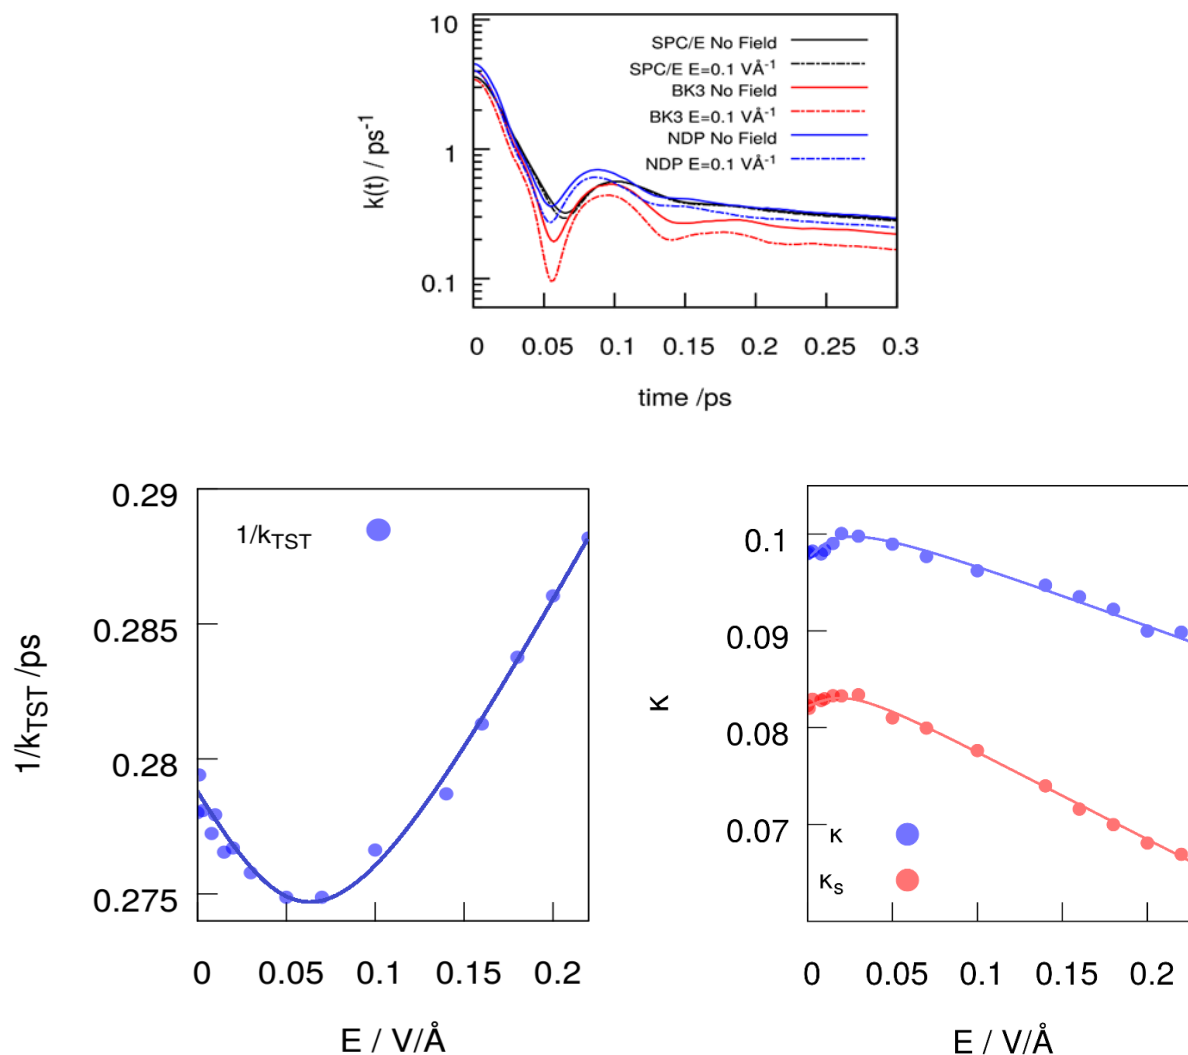 10
1
0.1
k(t) / ps-1
SPC/E No Field
SPC/E E=0.1 VÅ-1
BK3 No Field
BK3 E=0.1 VÅ-1
NDP No Field
NDP E=0.1 VÅ-1
0 0.05 0.1 0.15 0.2 0.25 0.3
time /ps
0.29
0.285
0.28
0.275
1/kTST /ps
1/kTST
0 0.05 0.1 0.15 0.2
E / V/Å
0.1
0.09
0.08
0.07
κ
κ
κS
0 0.05 0.1 0.15 0.2
E / V/Å